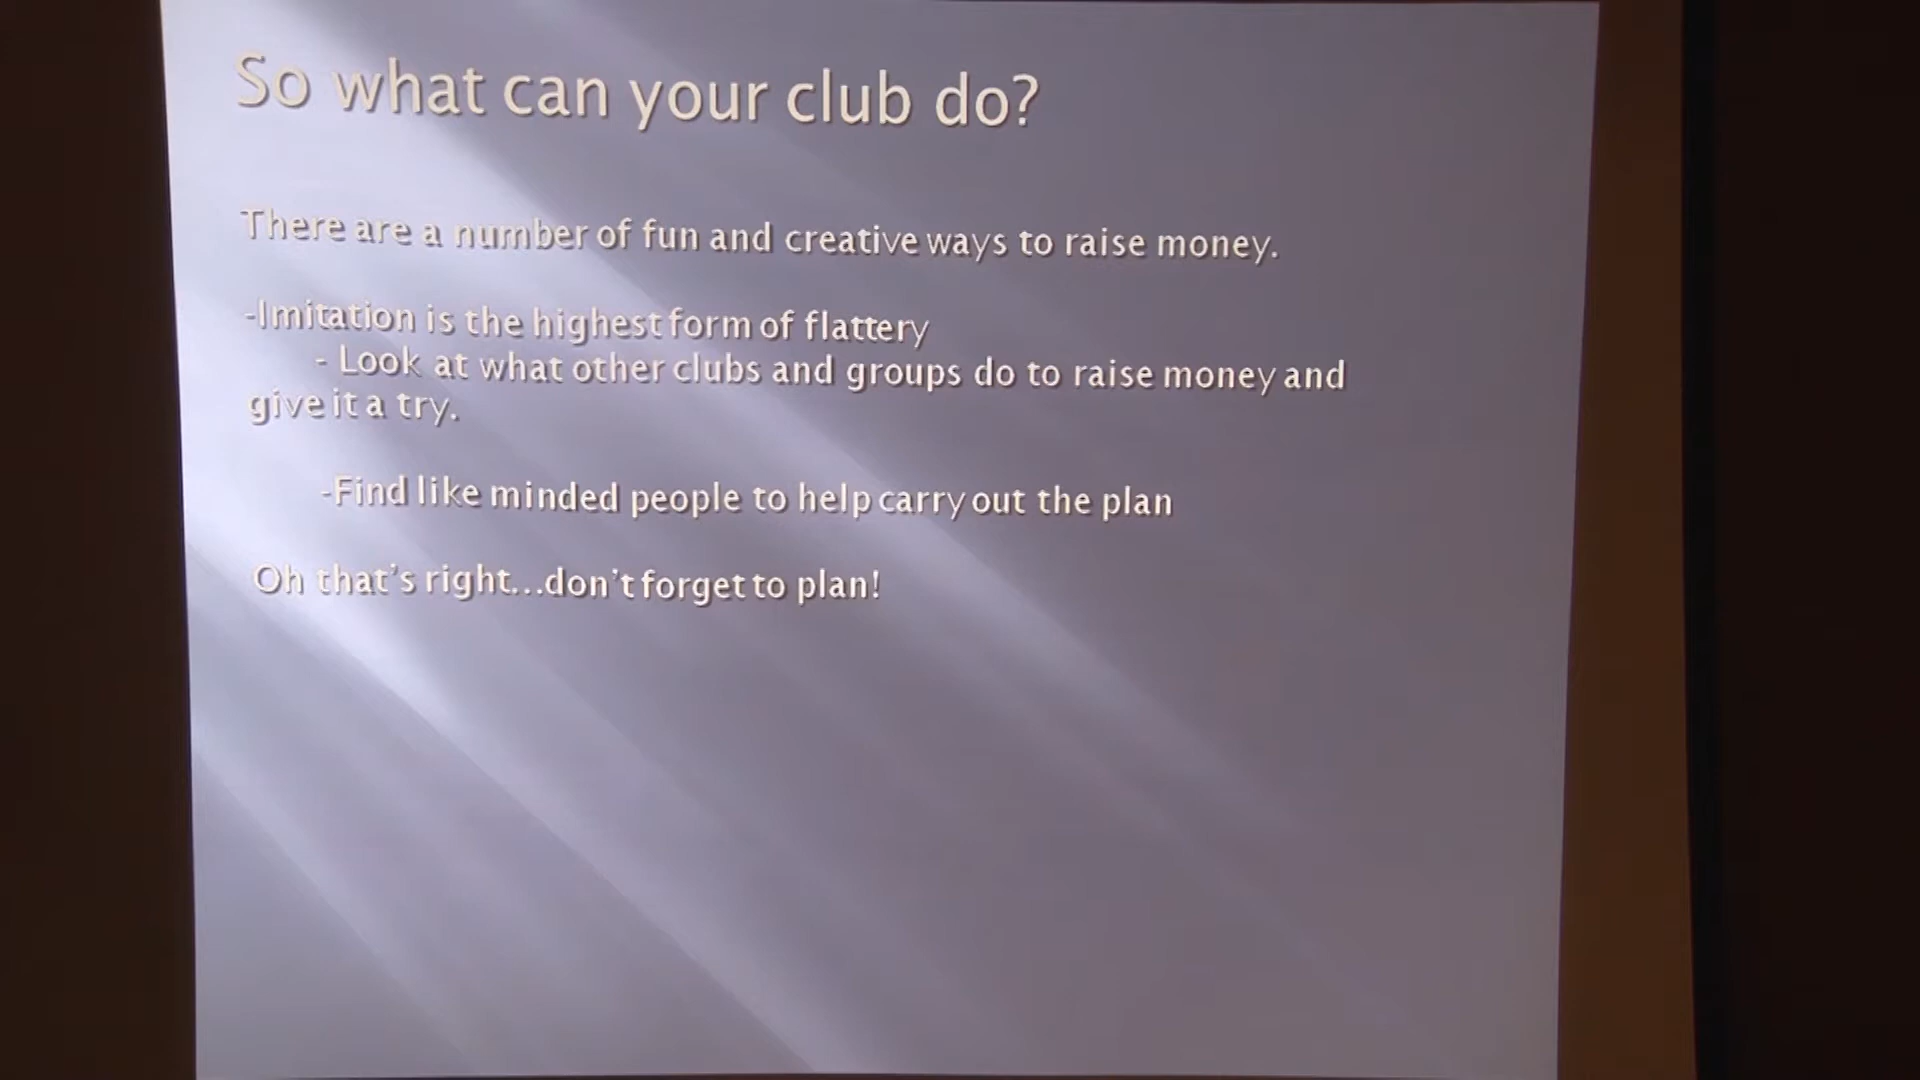 So what can your club do?
There are a number of fun and creative ways to raise money.
-Imitation is the highest form of flattery
- Look at what other clubs and groups do to raise money and
give it a try.
-Find like minded people to help carry out the plan
Oh that's right...don't forget to plan!